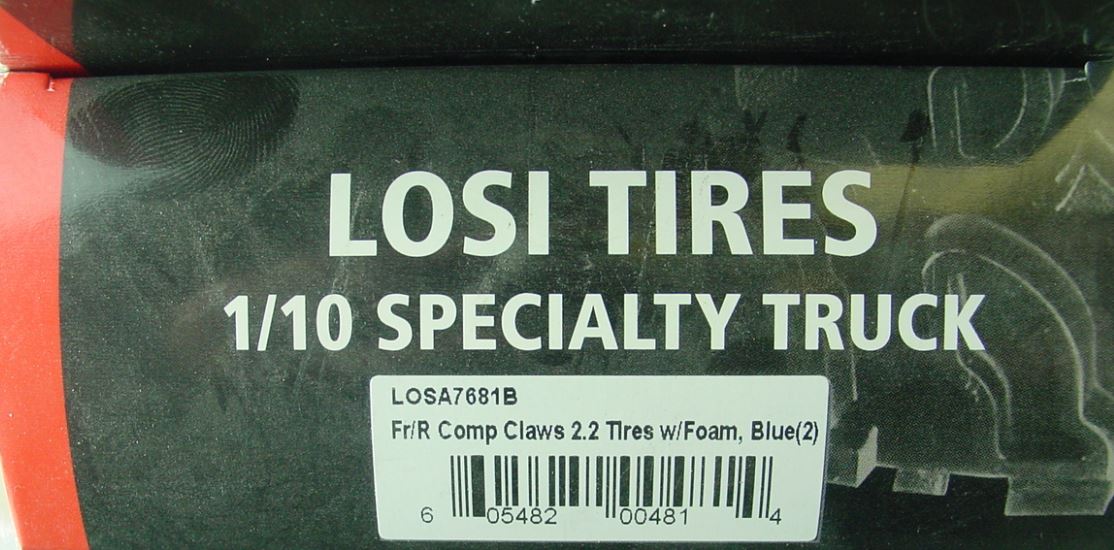 LOSI TIRES
1/10 SPECIALTY TRUCK
LOSA7681B
Fr/R Comp Claws 2.2 Tires w/Foam, Blue(2)
6 05482 00481 4